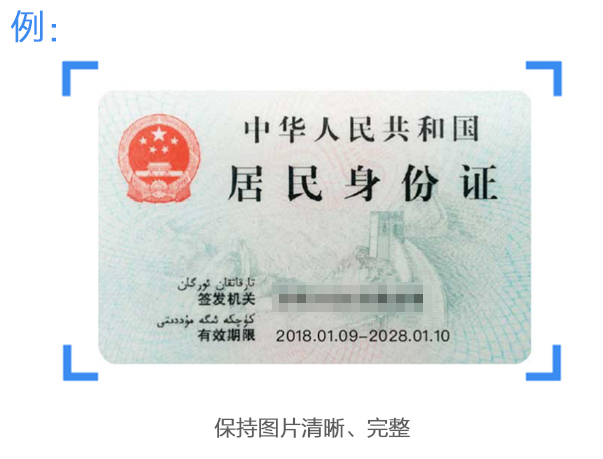 例：
中华人民共和国
居民身份证
تارقاتقان ئورگان
签发机关
كۈچكە ئىگە مۇددىتى
有效期限 2018.01.09-2028.01.10
保持图片清晰、完整